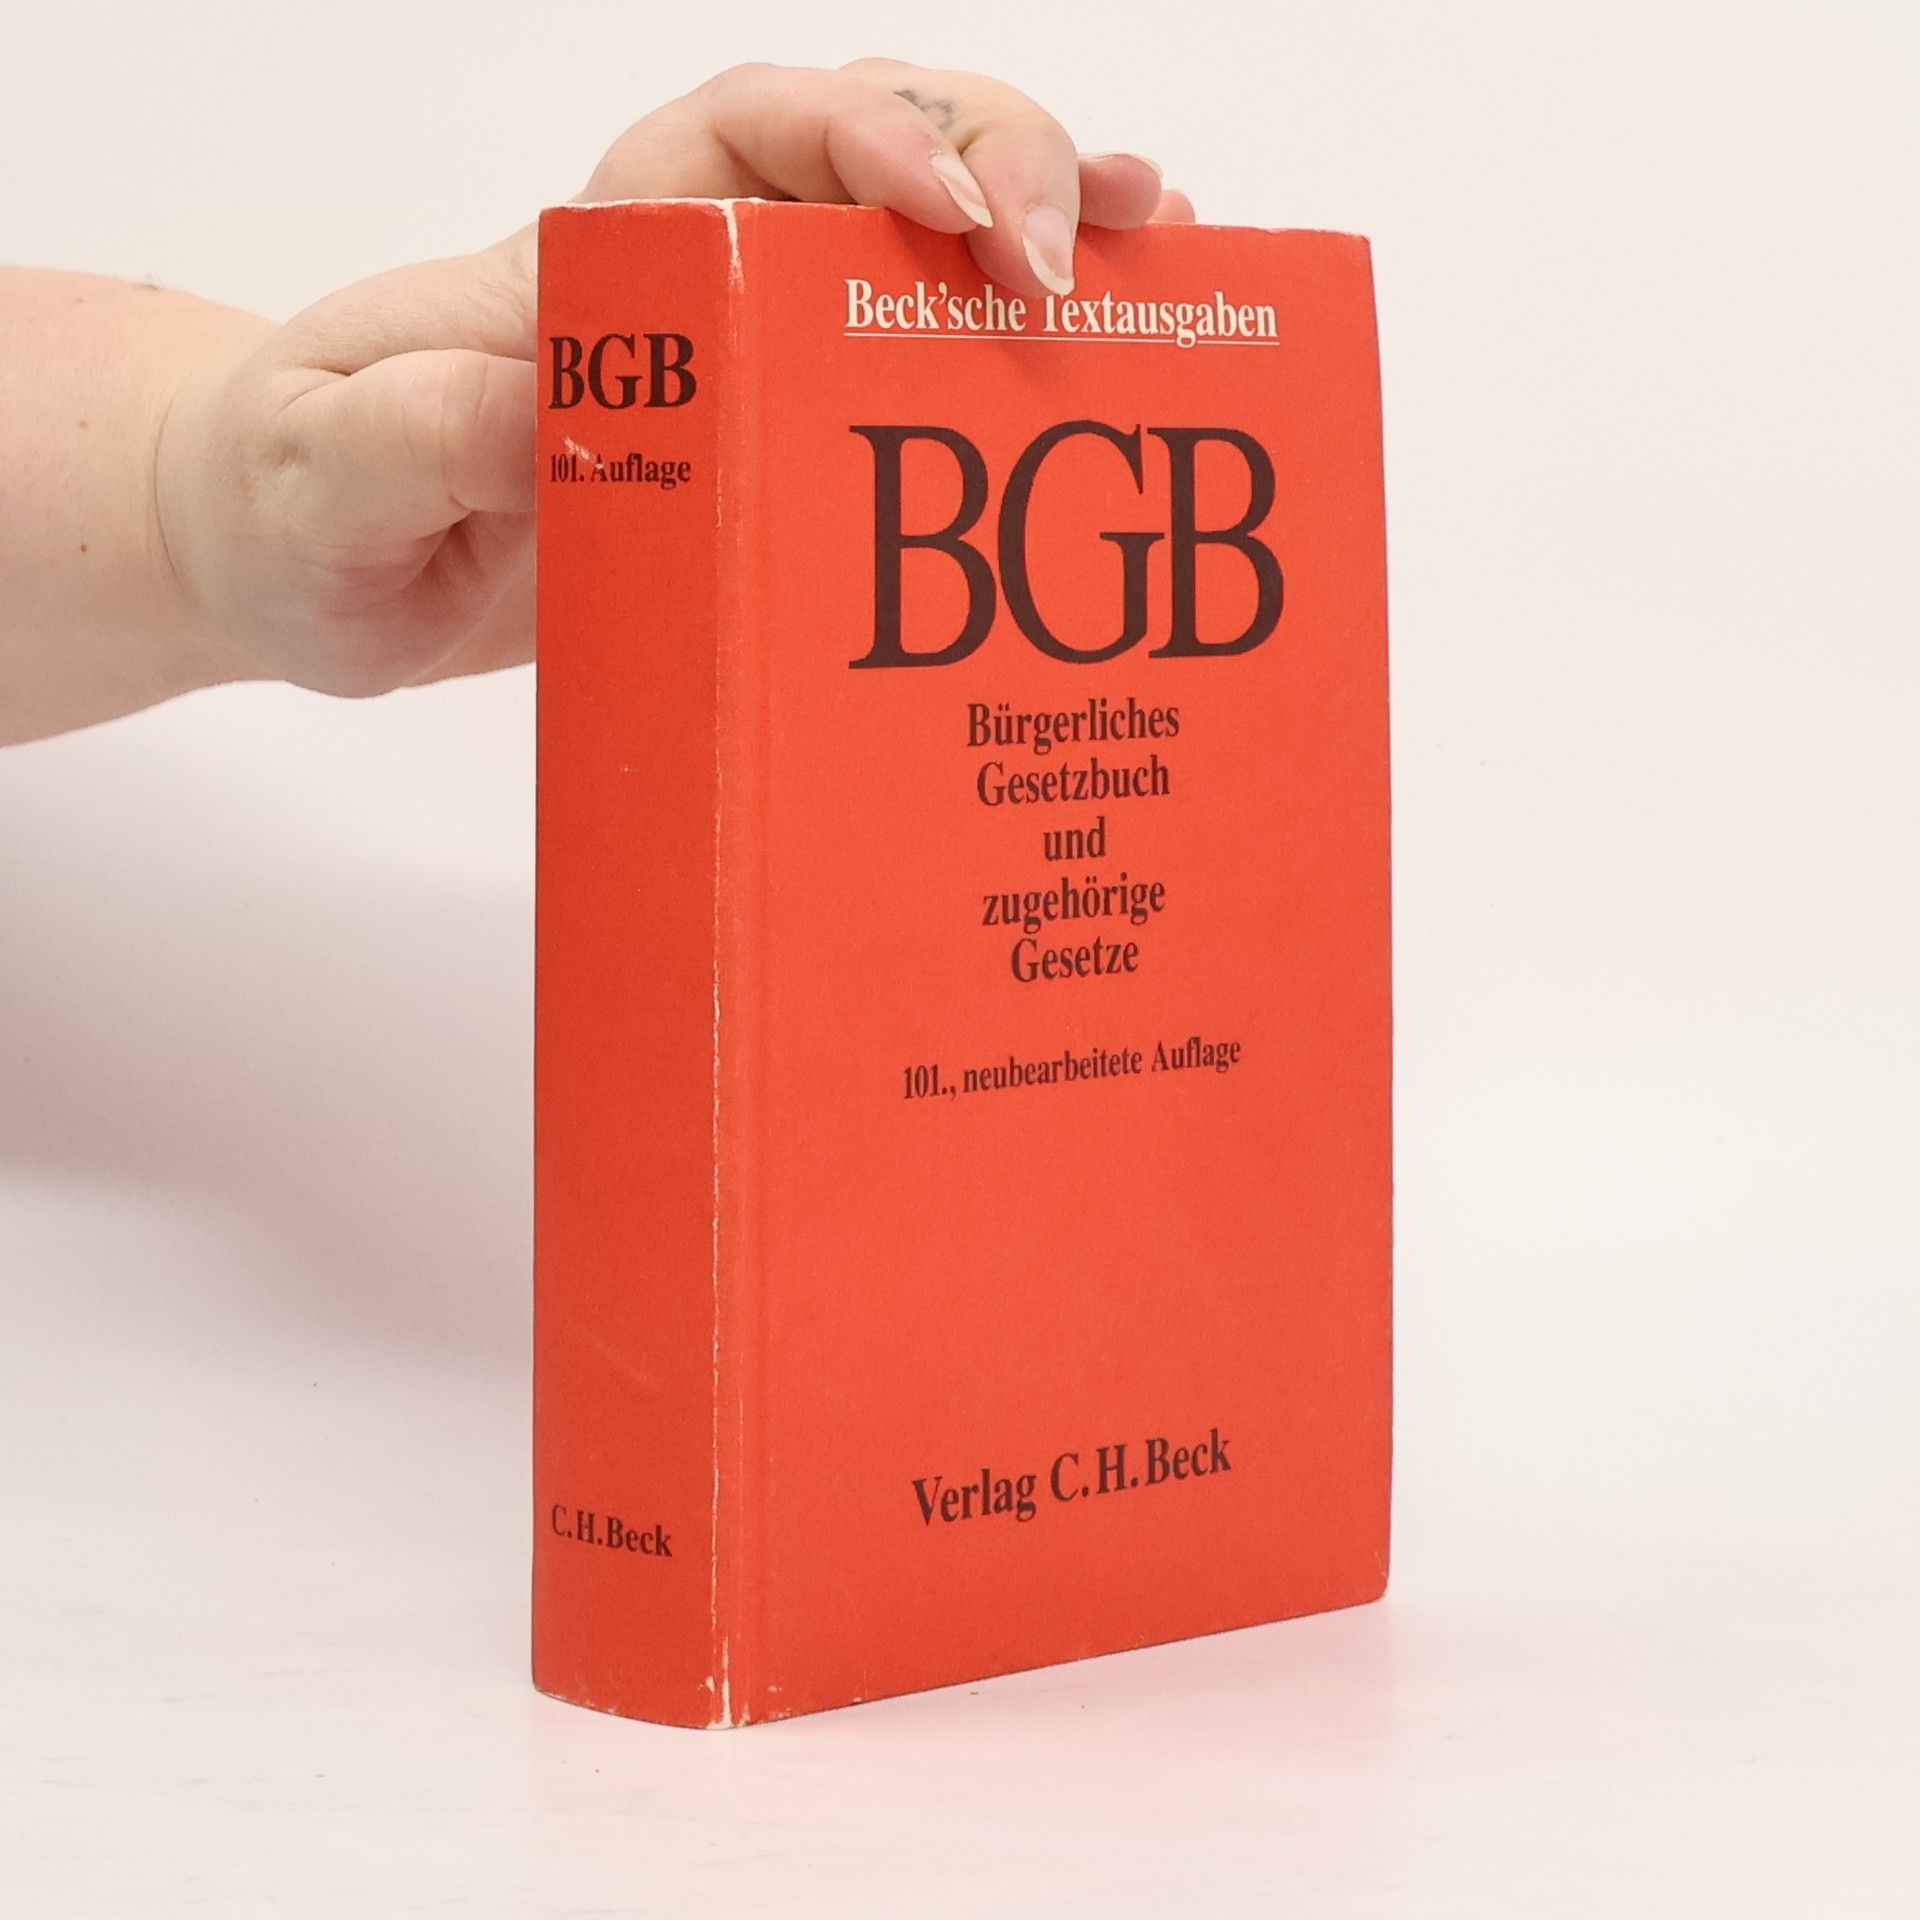 BGB
101. Auflage
C.H.Beck
Beck'sche Textausgaben
BGB
Bürgerliches
Gesetzbuch
und
zugehörige
Gesetze
101., neubearbeitete Auflage
Verlag C.H.Beck